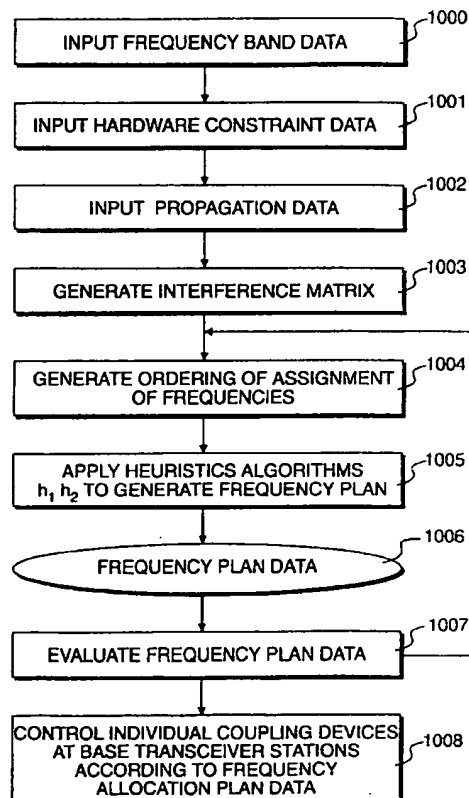 1000
INPUT FREQUENCY BAND DATA
1001
INPUT HARDWARE CONSTRAINT DATA
1002
INPUT PROPAGATION DATA
1003
GENERATE INTERFERENCE MATRIX
1004
GENERATE ORDERING OF ASSIGNMENT
OF FREQUENCIES
1005
APPLY HEURISTICS ALGORITHMS
h₁ h₂ TO GENERATE FREQUENCY PLAN
1006
FREQUENCY PLAN DATA
1007
EVALUATE FREQUENCY PLAN DATA
1008
CONTROL INDIVIDUAL COUPLING DEVICES
AT BASE TRANSCEIVER STATIONS
ACCORDING TO FREQUENCY
ALLOCATION PLAN DATA